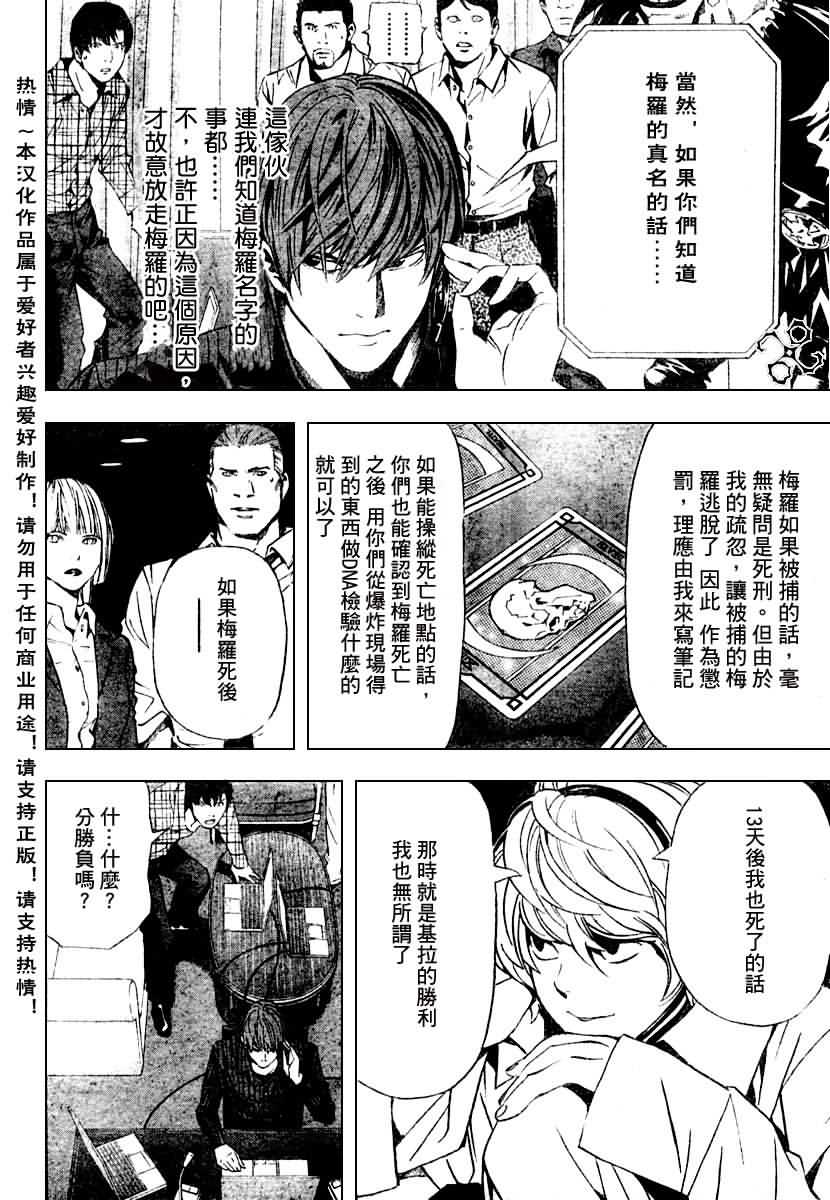 當然，如果你們知道
梅羅的真名的話……
………
這傢伙
連我們知道梅羅名字的
事都……
不，也許正因為這個原因，
才故意放走梅羅的吧…
梅羅如果被捕的話，毫
無疑問是死刑。但由於
我的疏忽，讓被捕的梅
羅逃脫了 因此 作為懲
罰，理應由我來寫筆記
如果能操縱死亡地點的話，
你們也能確認到梅羅死亡
之後 用你們從爆炸現場得
到的東西做DNA檢驗什麼的
就可以了
如果梅羅死後
——
13天後我也死了的話
那時就是基拉的勝利
我也無所謂了
什…什麼？
分勝負嗎？
热情～本汉化作品属于爱好者兴趣爱好制作！请勿用于任何商业用途！请支持正版！请支持热情！